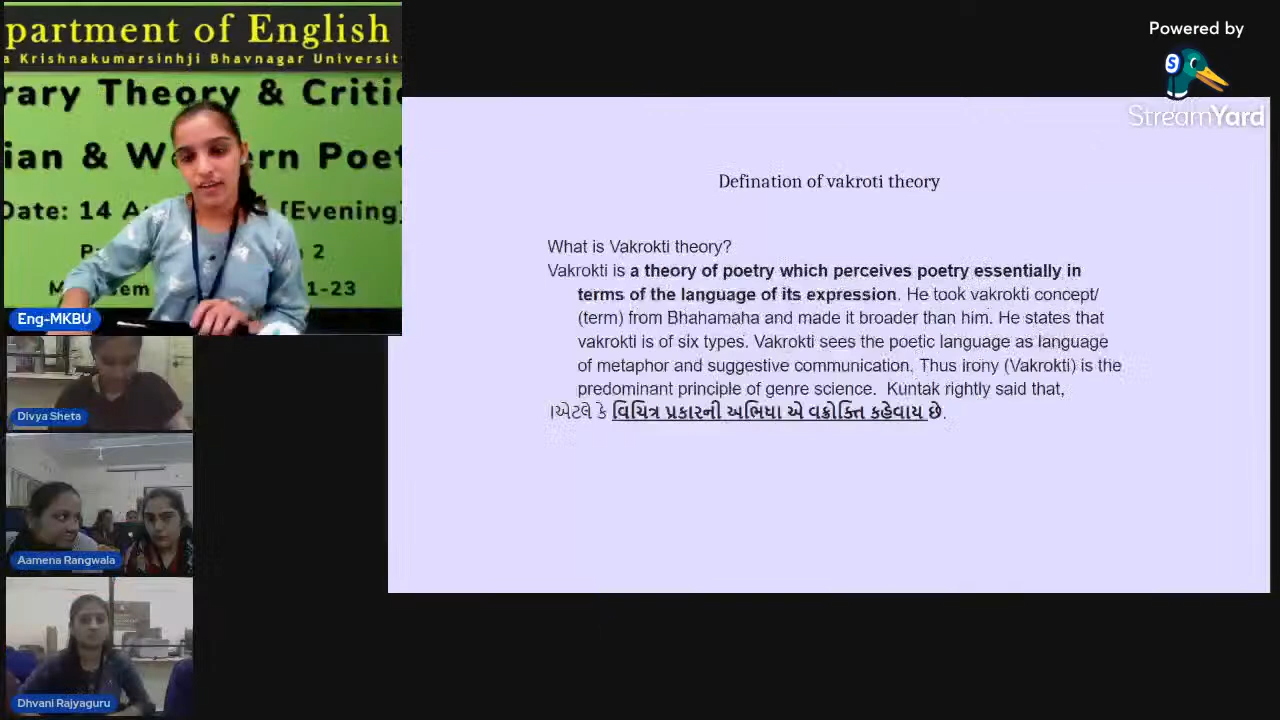 partment of English
a Krishnakumarsinhji Bhavnagar University
rary Theory & Critic
ian & W rn Poet
Date: 14 A [Evening]
P 2
M Sem 1-23
Eng-MKBU
Divya Sheta
Aamena Rangwala
Dhvani Rajyaguru
Powered by
S
StreamYard
Defination of vakroti theory
What is Vakrokti theory?
Vakrokti is a theory of poetry which perceives poetry essentially in
terms of the language of its expression. He took vakrokti concept/
(term) from Bhahamaha and made it broader than him. He states that
vakrokti is of six types. Vakrokti sees the poetic language as language
of metaphor and suggestive communication. Thus irony (Vakrokti) is the
predominant principle of genre science. Kuntak rightly said that,
।એટલે કે વિચિત્ર પ્રકારની અભિધા એ વક્રોક્તિ કહેવાય છે.